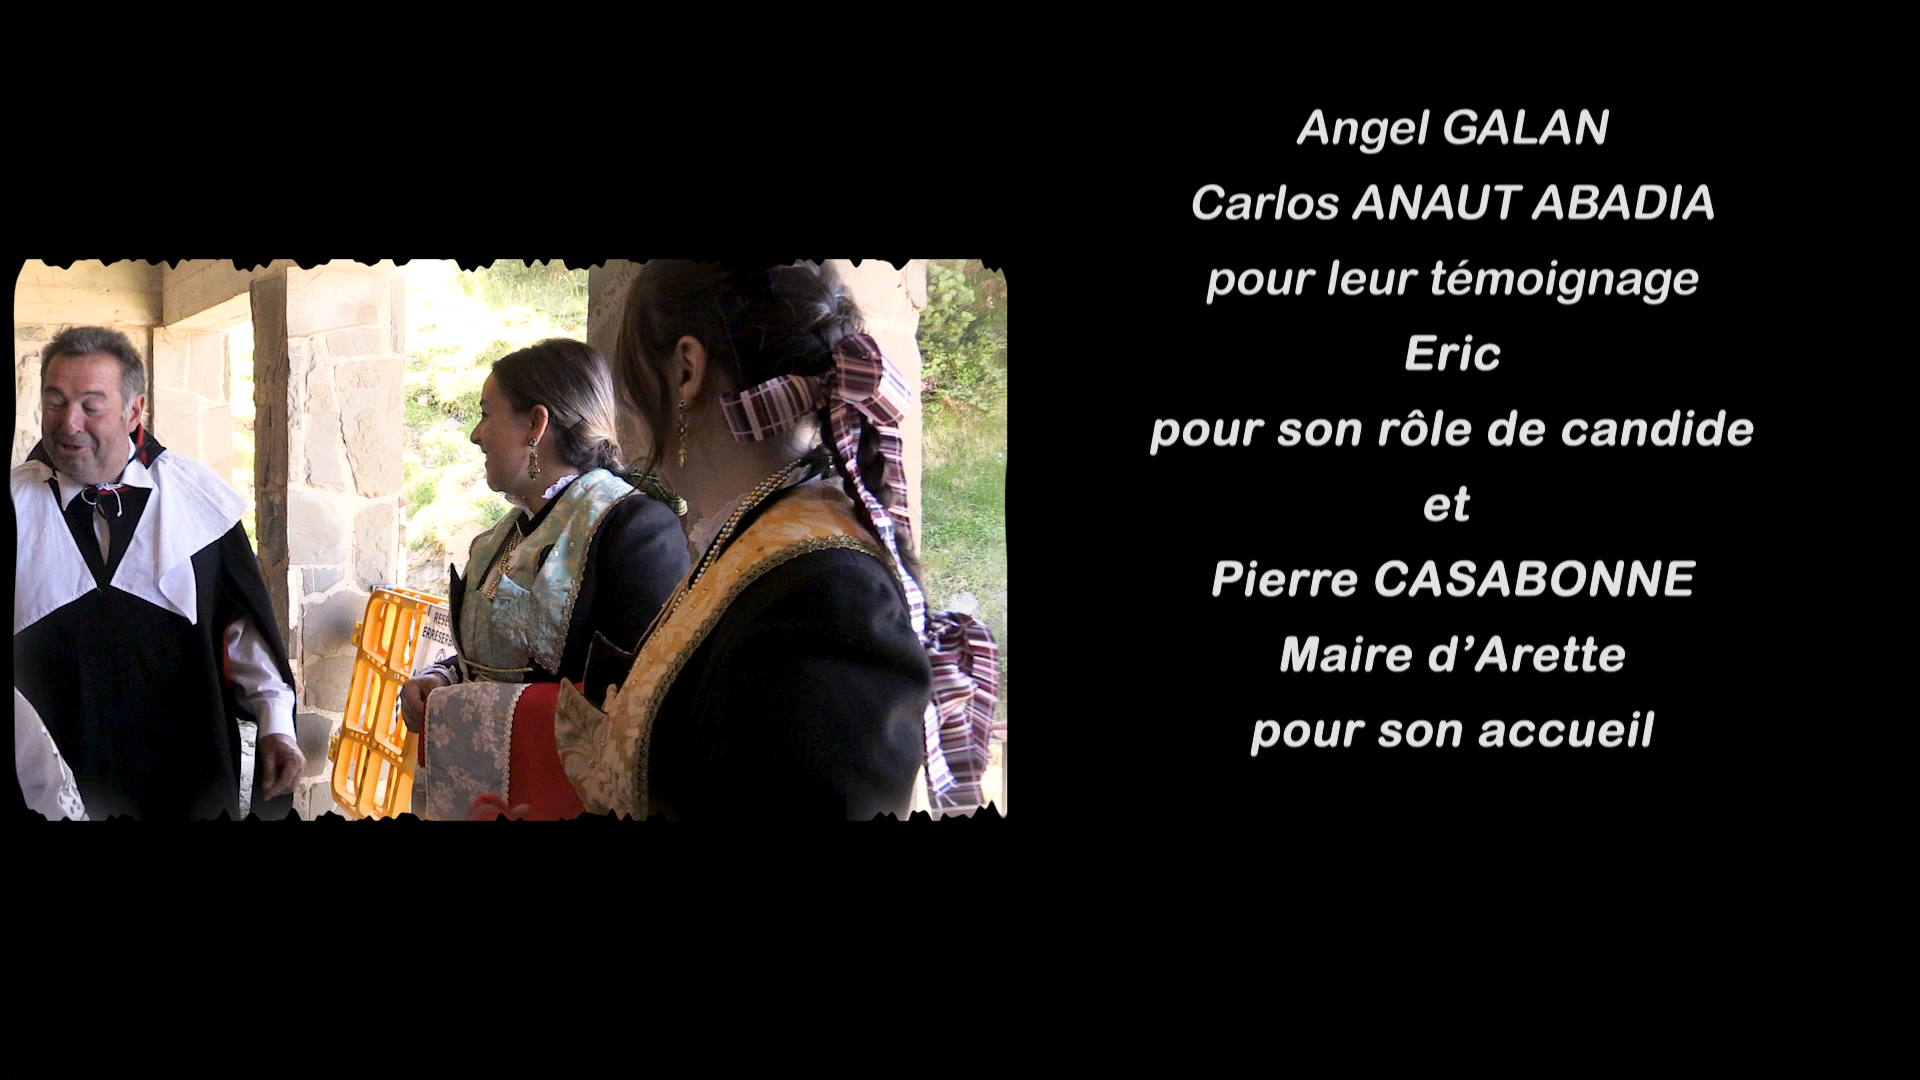 Angel GALAN
Carlos ANAUT ABADIA
pour leur témoignage
Eric
pour son rôle de candide
et
Pierre CASABONNE
Maire d’Arette
pour son accueil